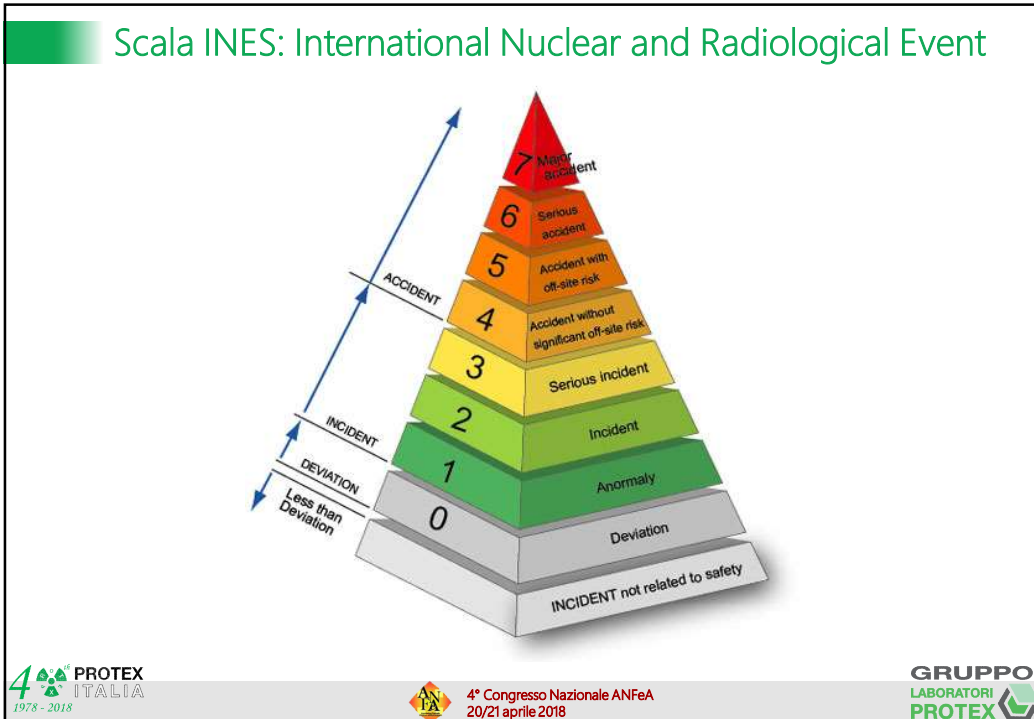 Scala INES: International Nuclear and Radiological Event
7 Major
accident
6 Serious
accident
5 Accident with
off-site risk
ACCIDENT
4 Accident without
significant off-site risk
3 Serious incident
2 Incident
INCIDENT
1 Anormaly
DEVIATION
0 Deviation
Less than
Deviation
INCIDENT not related to safety
4 th PROTEX
ITALIA
1978 - 2018
ANFeA
4° Congresso Nazionale ANFeA
20/21 aprile 2018
GRUPPO
LABORATORI
PROTEX